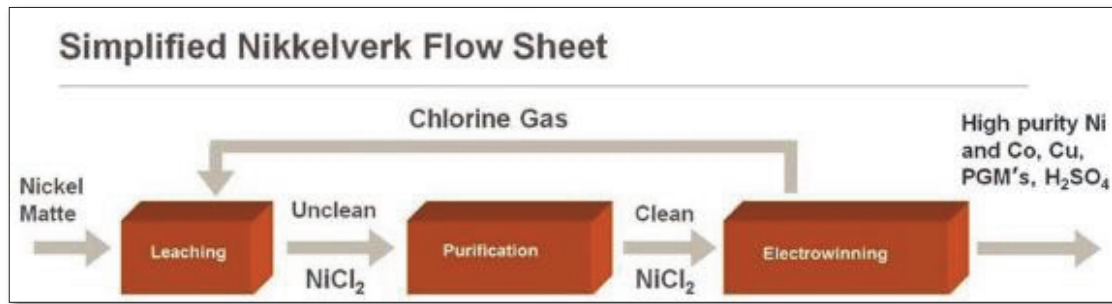 Simplified Nikkelverk Flow Sheet
Chlorine Gas
High purity Ni
and Co, Cu,
PGM's, H₂SO₄
Nickel
Matte
Unclean
Clean
Leaching
Purification
Electrowinning
NiCl₂
NiCl₂